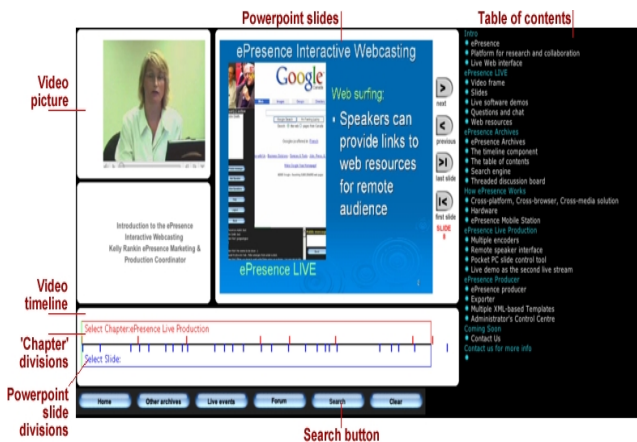 Powerpoint slides
Table of contents
Video
picture
ePresence Interactive Webcasting
Google
Web surfing:
• Speakers can
provide links to
web resources
for remote
audience
ePresence LIVE
next
previous
last slide
first slide
SLIDE
8
Introduction to the ePresence
Interactive Webcasting
Kelly Rankin ePresence Marketing &
Production Coordinator
Intro
ePresence
Platform for research and collaboration
Live Web interface
ePresence LIVE
Video frame
Slides
Live software demos
Questions and chat
Web resources
ePresence Archives
ePresence Archives
The timeline component
The table of contents
Search engine
Threaded discussion board
How ePresence Works
Cross-platform, Cross-browser, Cross-media solution
Hardware
ePresence Mobile Station
ePresence Live Production
Multiple encoders
Remote speaker interface
Pocket PC slide control tool
Live demo as the second live stream
ePresence Producer
ePresence producer
Exporter
Multiple XML-based Templates
Administrator's Control Centre
Coming Soon
Contact Us
Contact us for more info
Video
timeline
'Chapter'
divisions
Powerpoint
slide
divisions
Select Chapter:ePresence Live Production
Select Slide:
Home
Other archives
Live events
Forum
Search
Clear
Search button